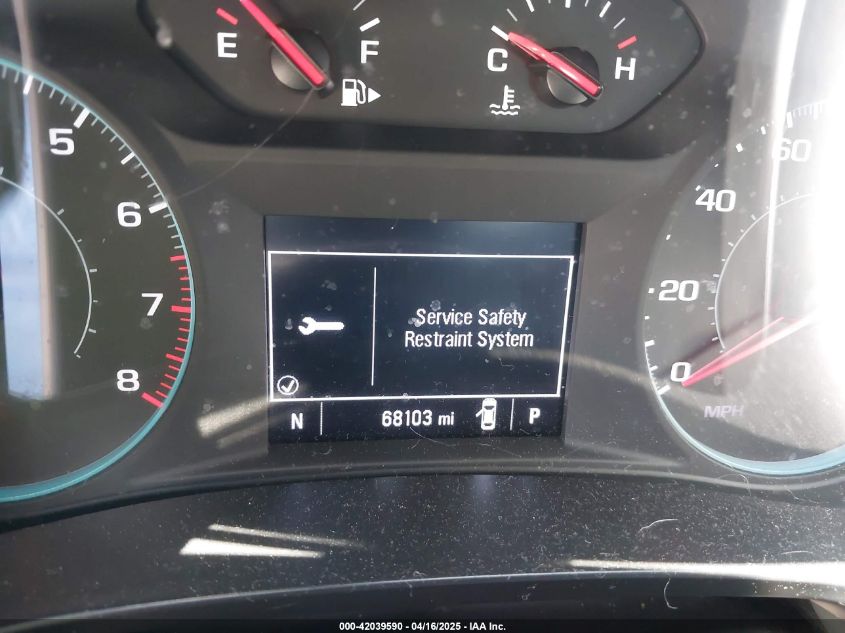 E
F
C
H
5
6
7
8
60
40
20
0
MPH
Service Safety
Restraint System
N
68103 mi
P
000-42039590 - 04/16/2025 - IAA Inc.